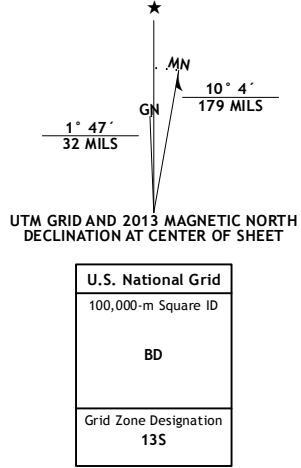 MN
GN
10° 4´
179 MILS
1° 47´
32 MILS
UTM GRID AND 2013 MAGNETIC NORTH
DECLINATION AT CENTER OF SHEET
U.S. National Grid
100,000-m Square ID
BD
Grid Zone Designation
13S